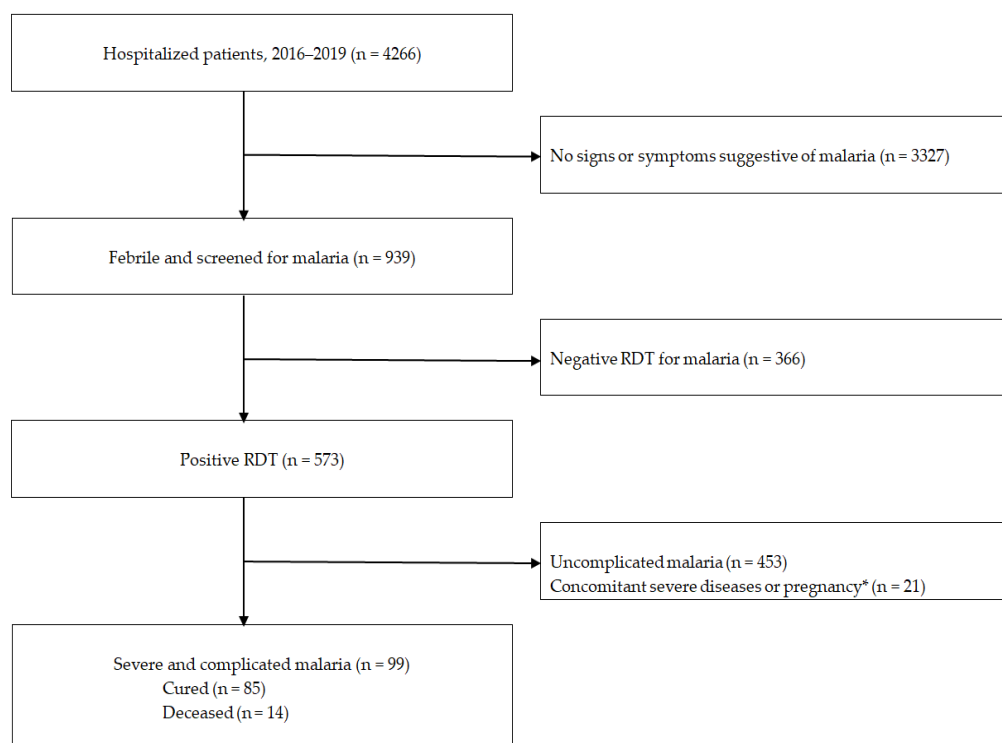 Hospitalized patients, 2016–2019 (n = 4266)
No signs or symptoms suggestive of malaria (n = 3327)
Febrile and screened for malaria (n = 939)
Negative RDT for malaria (n = 366)
Positive RDT (n = 573)
Uncomplicated malaria (n = 453)
Concomitant severe diseases or pregnancy* (n = 21)
Severe and complicated malaria (n = 99)
Cured (n = 85)
Deceased (n = 14)